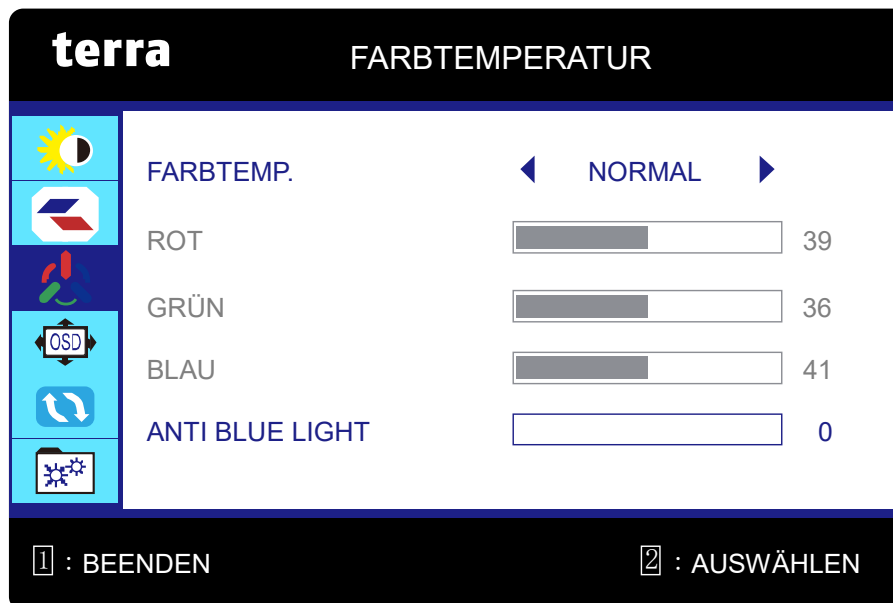 terra FARBTEMPERATUR
FARBTEMP. NORMAL
ROT 39
GRÜN 36
OSD
BLAU 41
ANTI BLUE LIGHT 0
1 : BEENDEN 2 : AUSWÄHLEN